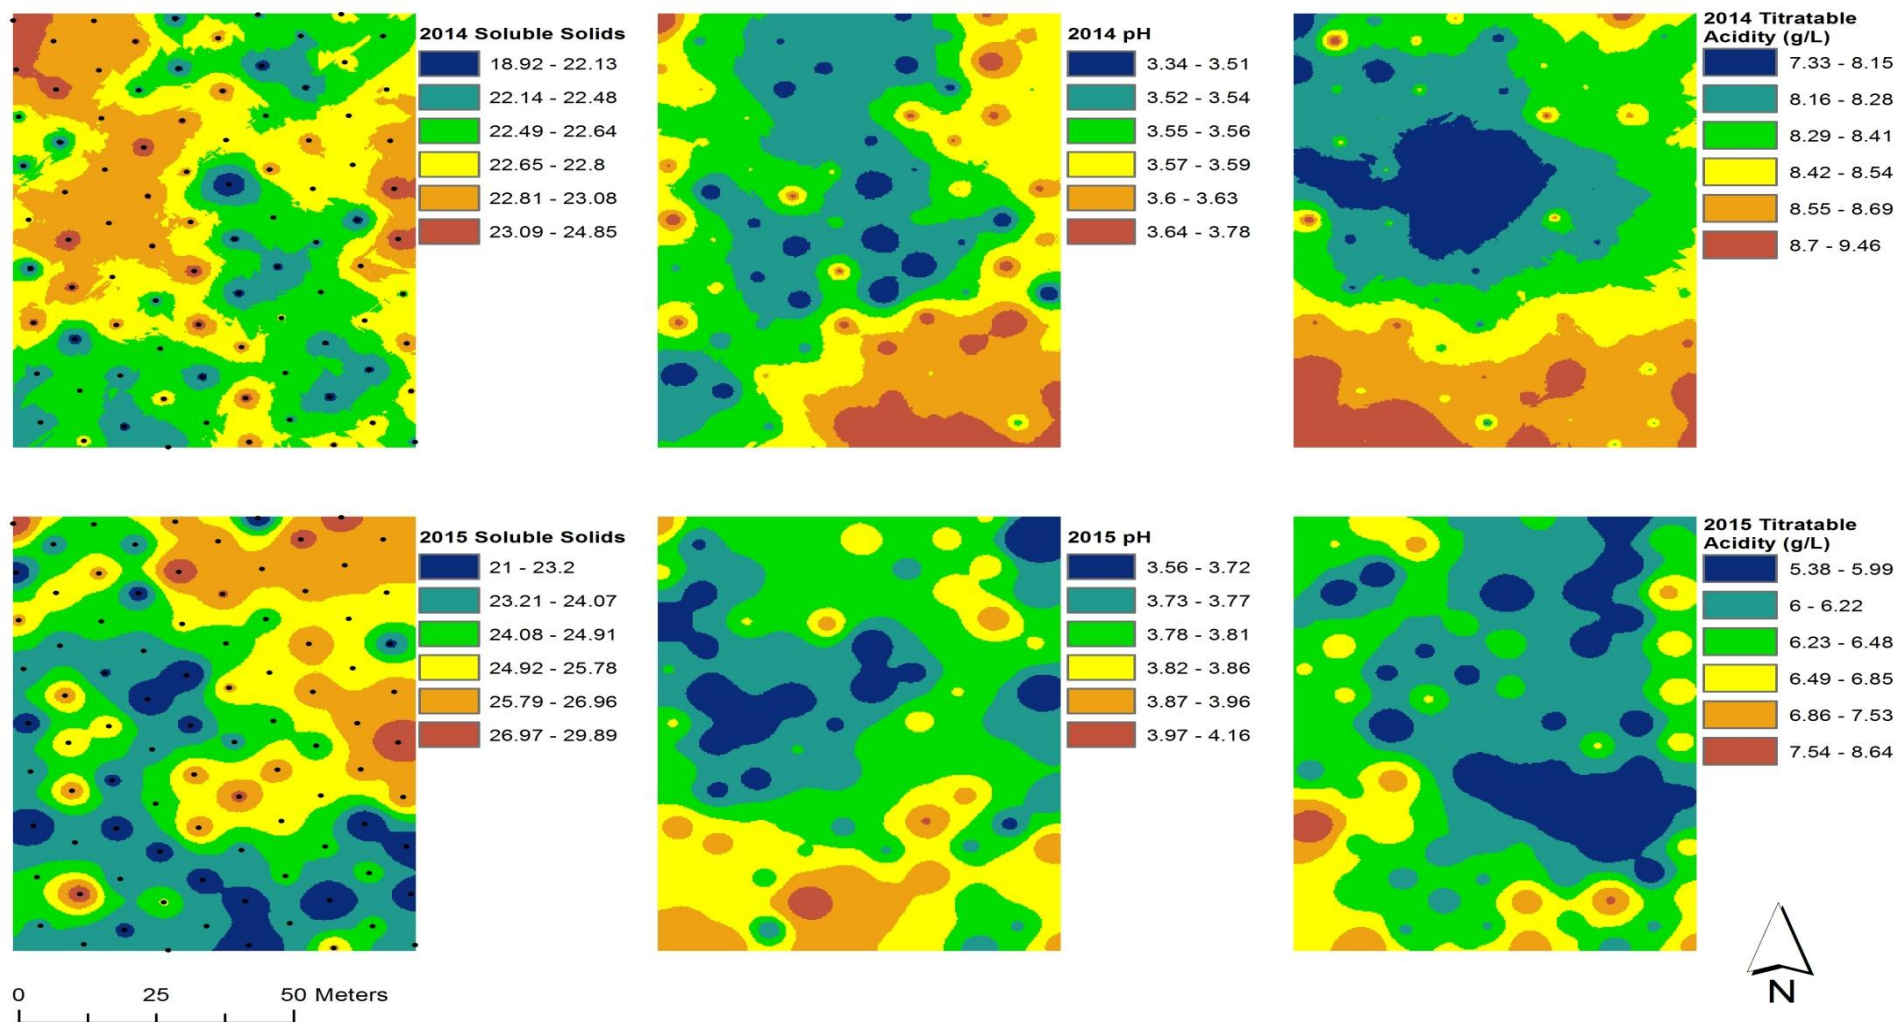 2014 Soluble Solids
18.92 - 22.13
22.14 - 22.48
22.49 - 22.64
22.65 - 22.8
22.81 - 23.08
23.09 - 24.85
2014 pH
3.34 - 3.51
3.52 - 3.54
3.55 - 3.56
3.57 - 3.59
3.6 - 3.63
3.64 - 3.78
2014 Titratable
Acidity (g/L)
7.33 - 8.15
8.16 - 8.28
8.29 - 8.41
8.42 - 8.54
8.55 - 8.69
8.7 - 9.46
2015 Soluble Solids
21 - 23.2
23.21 - 24.07
24.08 - 24.91
24.92 - 25.78
25.79 - 26.96
26.97 - 29.89
2015 pH
3.56 - 3.72
3.73 - 3.77
3.78 - 3.81
3.82 - 3.86
3.87 - 3.96
3.97 - 4.16
2015 Titratable
Acidity (g/L)
5.38 - 5.99
6 - 6.22
6.23 - 6.48
6.49 - 6.85
6.86 - 7.53
7.54 - 8.64
0 25 50 Meters
N